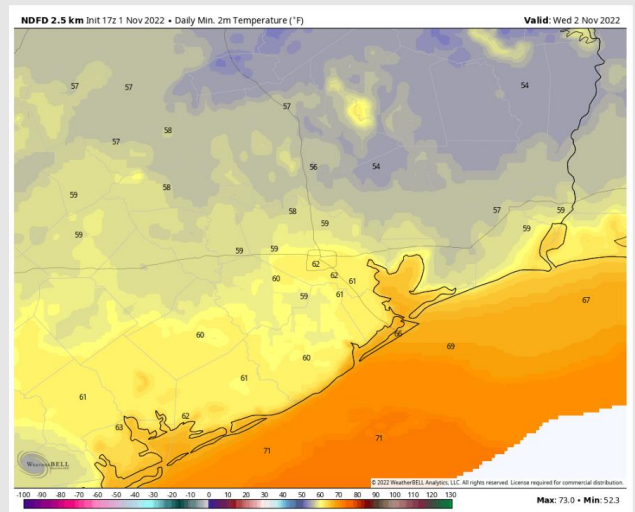 NDFD 2.5 km Init 17z 1 Nov 2022 • Daily Min. 2m Temperature (°F) Valid: Wed 2 Nov 2022
57 57 54
57
58
57
56 54
58
59
58 57 59
59 59
59
59 59
62
60 62 61
59 61
67
60 66
69
60
61
61
62
63
71
71
WEATHERBELL
© 2022 WeatherBELL Analytics, LLC. All rights reserved. License required for commercial distribution.
-100 -90 -80 -70 -60 -50 -40 -30 -20 -10 0 10 20 30 40 50 60 70 80 90 100 110 120 130
Max: 73.0 • Min: 52.3